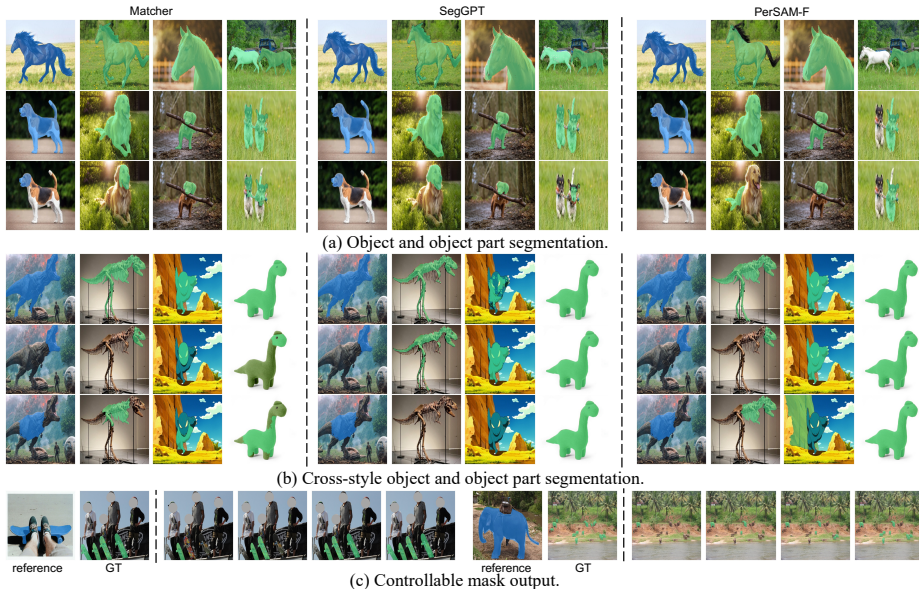 Matcher
SegGPT
PerSAM-F
(a) Object and object part segmentation.
(b) Cross-style object and object part segmentation.
reference
GT
reference
GT
(c) Controllable mask output.